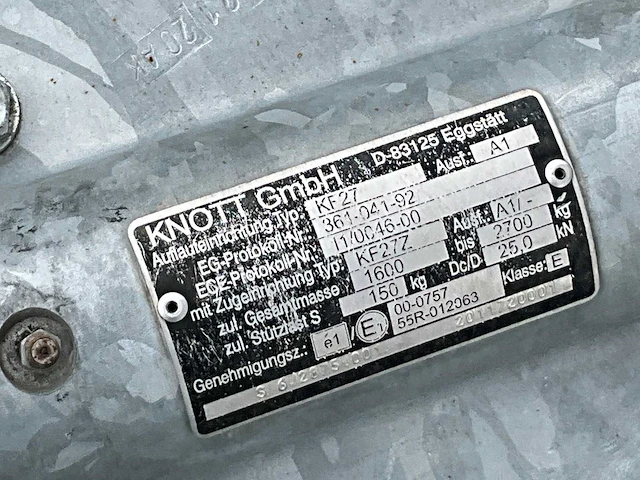 KNOTT GmbH D-83125 Eggstätt
Auflaufeinrichtung Typ: KF27 Ausf.: A1
EG-Protokoll-Nr. 361-041-92
ECE-Protokoll-Nr. 11/0046-00
mit Zugeinrichtung Typ: KF27Z Ausf.: A1/-
zul. Gesamtmasse 1600 bis 2700 kg
zul. Stützlast S 150 kg Dc/D 25,0 kN
Genehmigungsz.: e1 E1 00-0757 Klasse: E
55R-012063